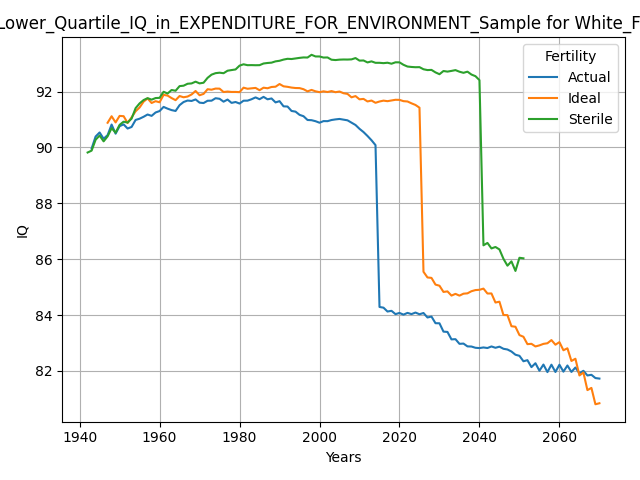 Lower_Quartile_IQ_in_EXPENDITURE_FOR_ENVIRONMENT_Sample for White_F
Fertility
Actual
Ideal
Sterile
IQ
92
90
88
86
84
82
1940
1960
1980
2000
2020
2040
2060
Years